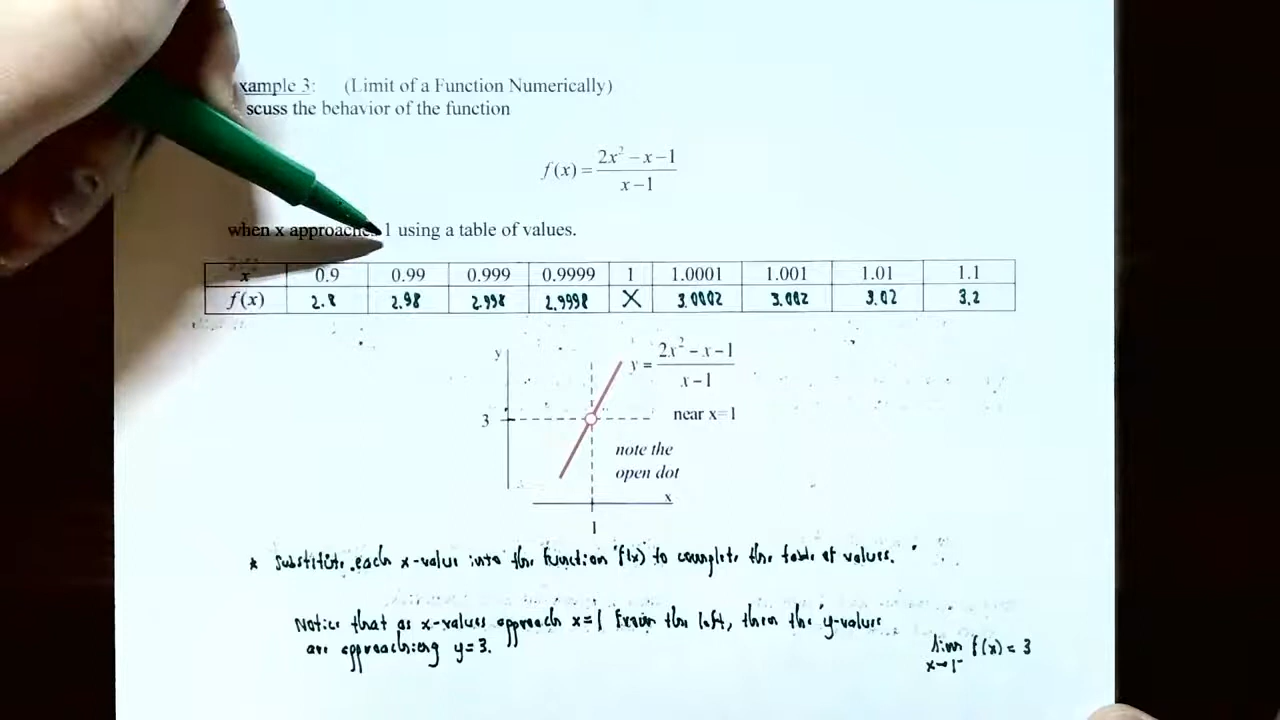 xample 3: (Limit of a Function Numerically)
scuss the behavior of the function
f(x) = 2x² - x - 1 / x - 1
when x approaches 1 using a table of values.
x 0.9 0.99 0.999 0.9999 1 1.0001 1.001 1.01 1.1
f(x) 2.8 2.98 2.998 2.9998 X 3.0002 3.002 3.02 3.2
y
y = 2x² - x - 1 / x - 1
3
near x=1
note the
open dot
x
1
* Substitute each x-value into the function f(x) to complete the table of values.
Notice that as x-values approach x=1 from the left, then the y-values
are approaching y=3.
lim f(x) = 3
x→1⁻